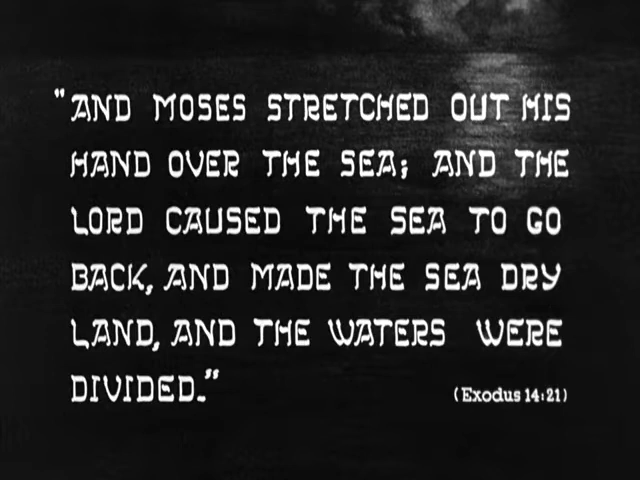 "AND MOSES STRETCHED OUT HIS
HAND OVER THE SEA; AND THE
LORD CAUSED THE SEA TO GO
BACK, AND MADE THE SEA DRY
LAND, AND THE WATERS WERE
DIVIDED."
(Exodus 14:21)